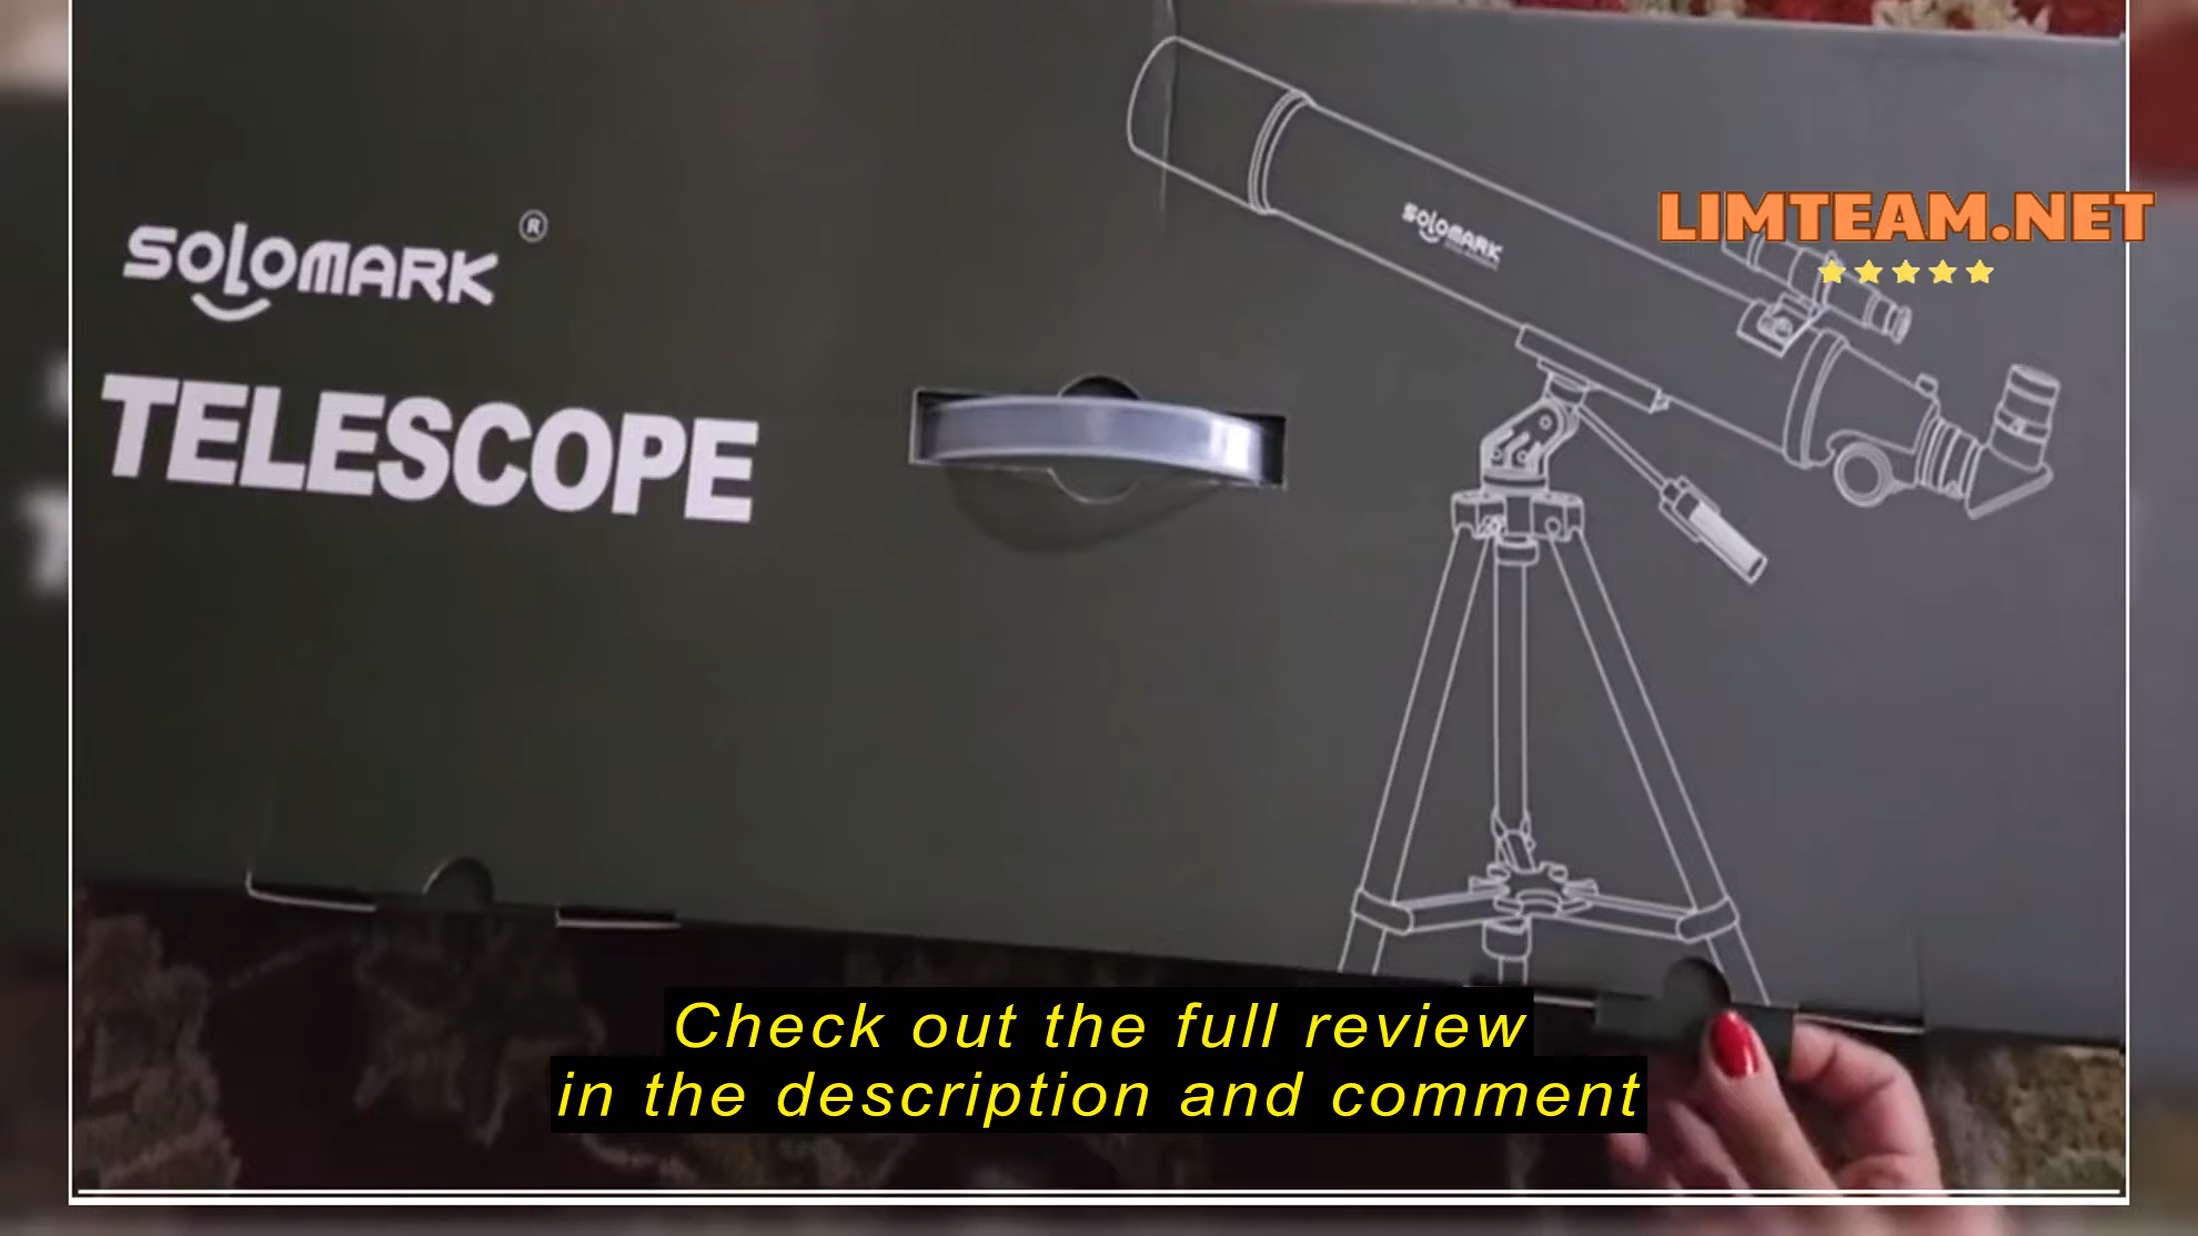 SOLOMARK ®
TELESCOPE
SOLOMARK
LIMTEAM.NET
Check out the full review
in the description and comment